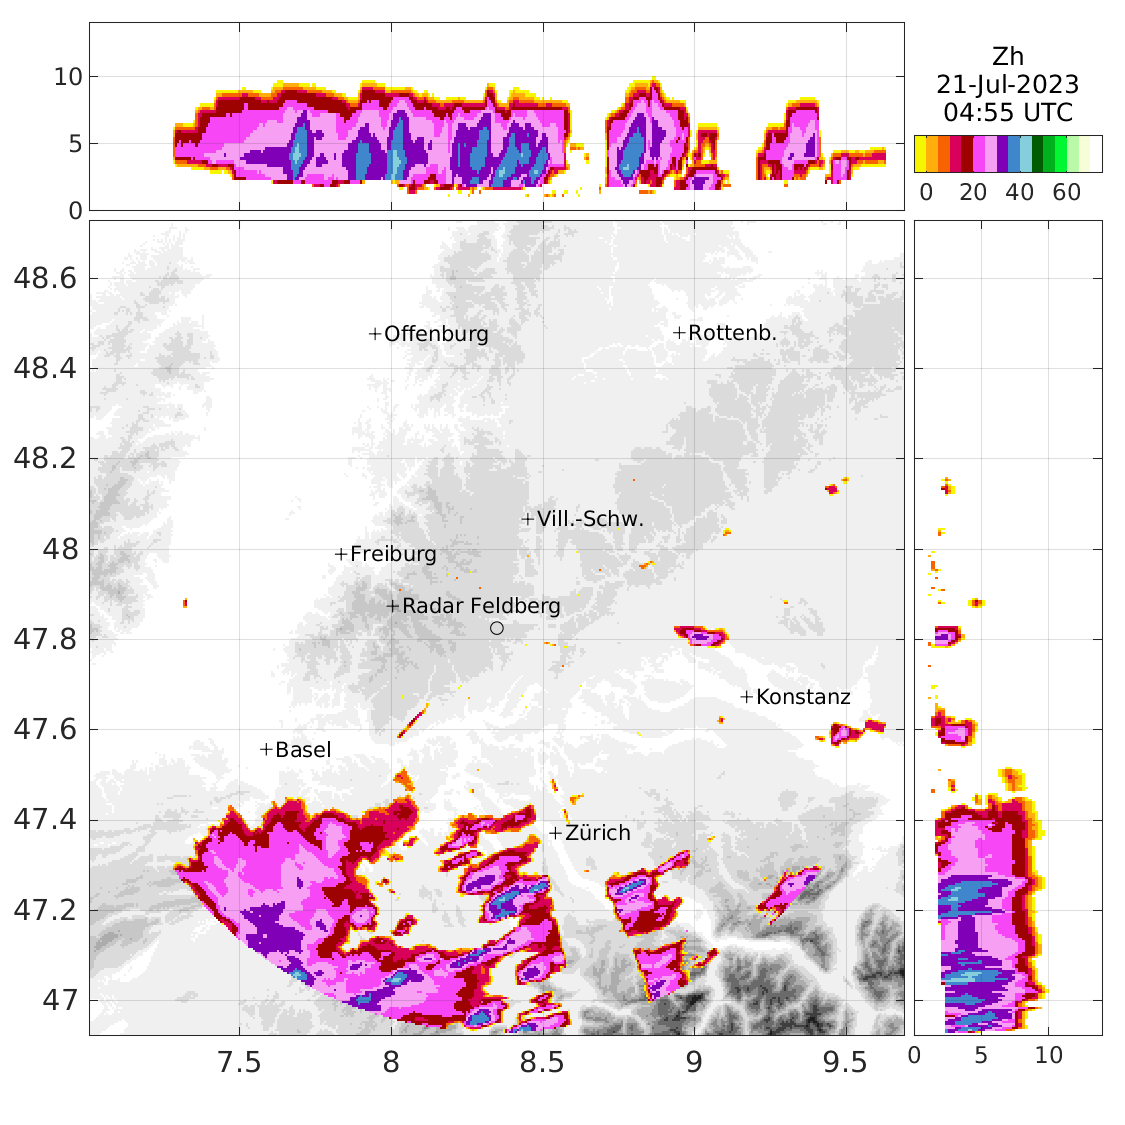 10
5
0
Zh
21-Jul-2023
04:55 UTC
0 20 40 60
48.6
48.4
48.2
48
47.8
47.6
47.4
47.2
47
+Offenburg
+Rottenb.
+Vill.-Schw.
+Freiburg
+Radar Feldberg
+Konstanz
+Basel
+Zürich
7.5 8 8.5 9 9.5
0 5 10